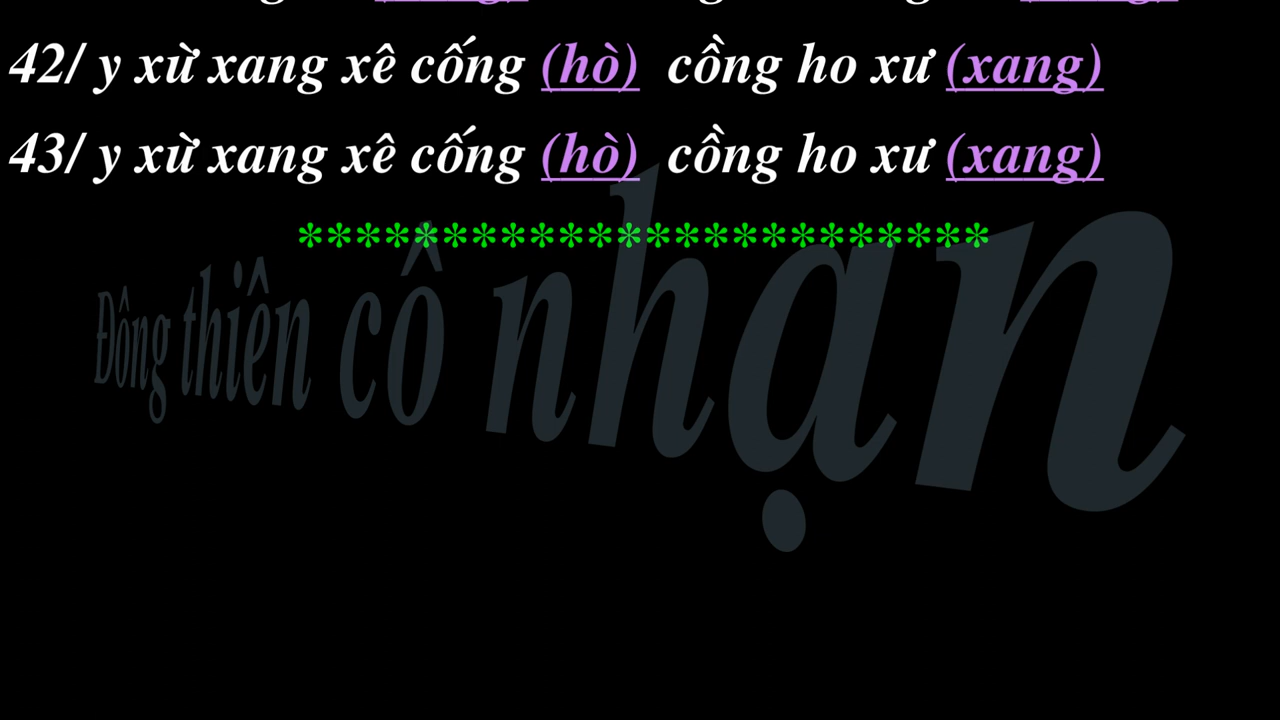 42/ y xừ xang xê cống (hò) cồng ho xư (xang)
43/ y xừ xang xê cống (hò) cồng ho xư (xang)
************************
Đông thiên cô nhạn